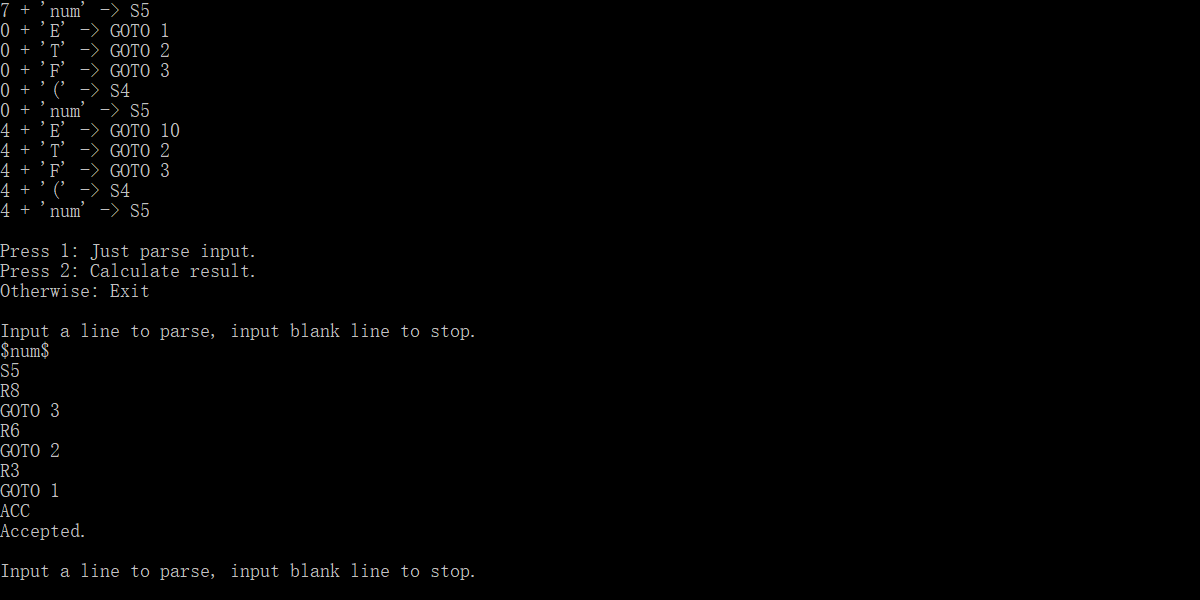 7 + 'num' -> S5
0 + 'E' -> GOTO 1
0 + 'T' -> GOTO 2
0 + 'F' -> GOTO 3
0 + '(' -> S4
0 + 'num' -> S5
4 + 'E' -> GOTO 10
4 + 'T' -> GOTO 2
4 + 'F' -> GOTO 3
4 + '(' -> S4
4 + 'num' -> S5
Press 1: Just parse input.
Press 2: Calculate result.
Otherwise: Exit
Input a line to parse, input blank line to stop.
$num$
S5
R8
GOTO 3
R6
GOTO 2
R3
GOTO 1
ACC
Accepted.
Input a line to parse, input blank line to stop.